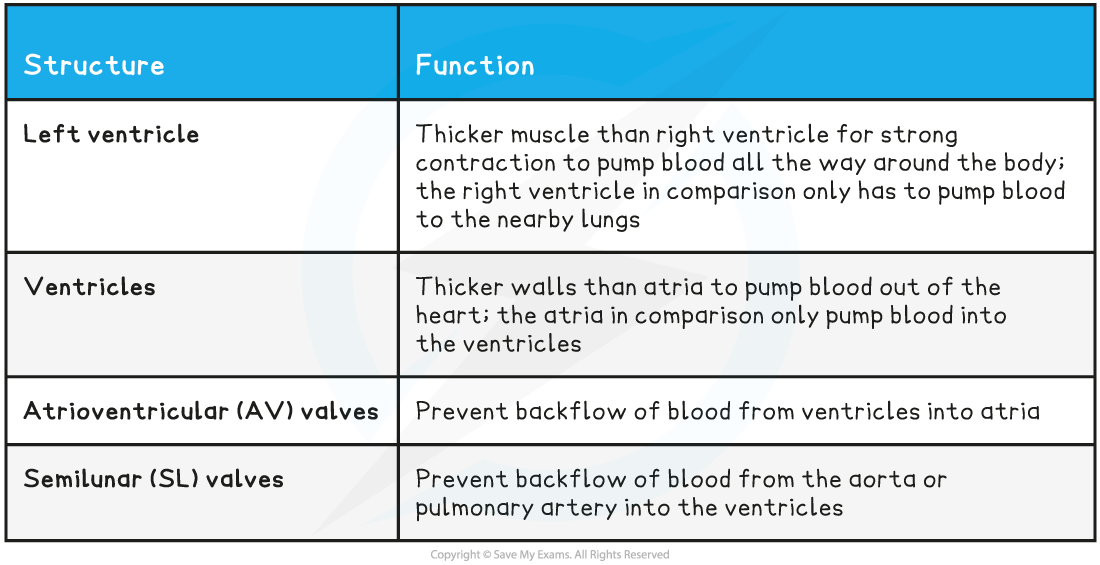 Structure
Function
Left ventricle
Thicker muscle than right ventricle for strong
contraction to pump blood all the way around the body;
the right ventricle in comparison only has to pump blood
to the nearby lungs
Ventricles
Thicker walls than atria to pump blood out of the
heart; the atria in comparison only pump blood into
the ventricles
Atrioventricular (AV) valves
Prevent backflow of blood from ventricles into atria
Semilunar (SL) valves
Prevent backflow of blood from the aorta or
pulmonary artery into the ventricles
Copyright © Save My Exams. All Rights Reserved